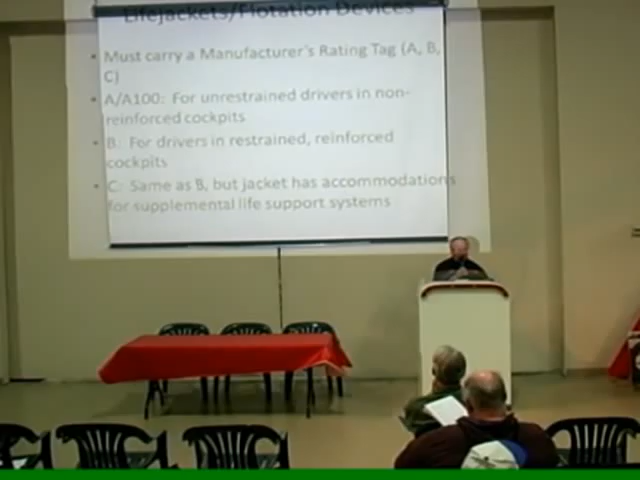 Lifejackets/Flotation Devices
• Must carry a Manufacturer's Rating Tag (A, B,
C)
• A/A100: For unrestrained drivers in non-
reinforced cockpits
• B: For drivers in restrained, reinforced
cockpits
• C: Same as B, but jacket has accommodations
for supplemental life support systems